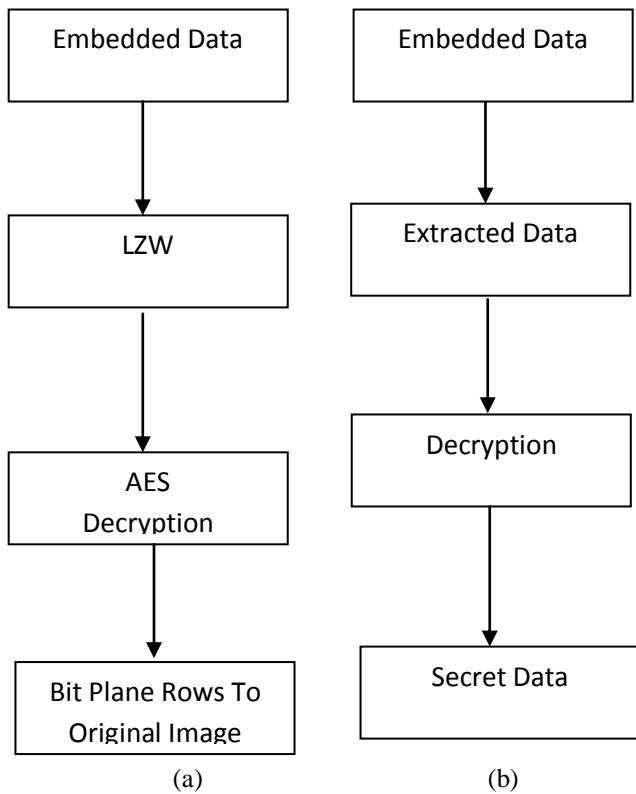 Embedded Data
LZW
AES
Decryption
Bit Plane Rows To
Original Image
(a)
Embedded Data
Extracted Data
Decryption
Secret Data
(b)